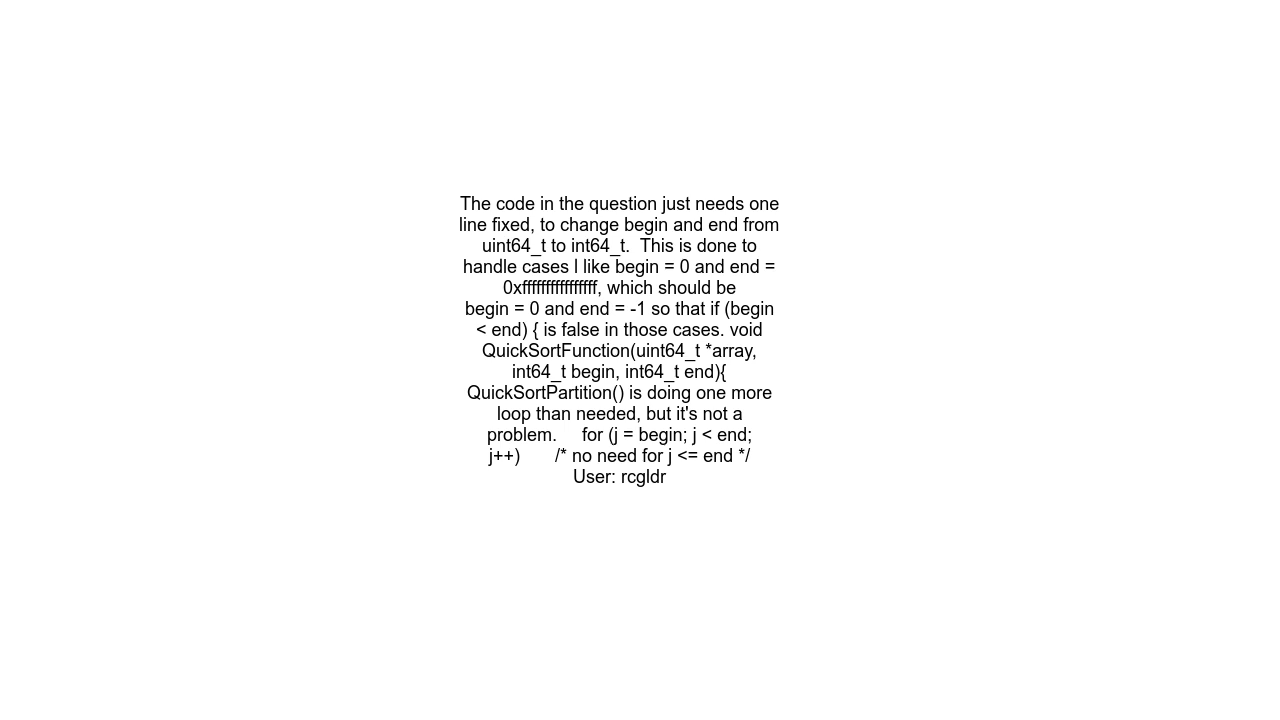 The code in the question just needs one
line fixed, to change begin and end from
uint64_t to int64_t.  This is done to
handle cases l like begin = 0 and end =
0xffffffffffffffff, which should be
begin = 0 and end = -1 so that if (begin
< end) { is false in those cases. void
QuickSortFunction(uint64_t *array,
int64_t begin, int64_t end){
QuickSortPartition() is doing one more
loop than needed, but it's not a
problem.     for (j = begin; j < end;
j++)       /* no need for j <= end */
User: rcgldr